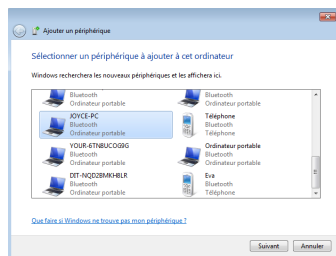 Ajouter un périphérique
Sélectionner un périphérique à ajouter à cet ordinateur
Windows recherchera les nouveaux périphériques et les affichera ici.
Bluetooth
Ordinateur portable
Bluetooth
Ordinateur portable
JOYCE-PC
Bluetooth
Ordinateur portable
Téléphone
Bluetooth
Téléphone
YOUR-6TNBUCOG9G
Bluetooth
Ordinateur portable
Ordinateur portable
Bluetooth
Ordinateur portable
DIT-NQD2BMKH8LR
Bluetooth
Ordinateur portable
Eva
Bluetooth
Téléphone
Que faire si Windows ne trouve pas mon périphérique ?
Suivant
Annuler